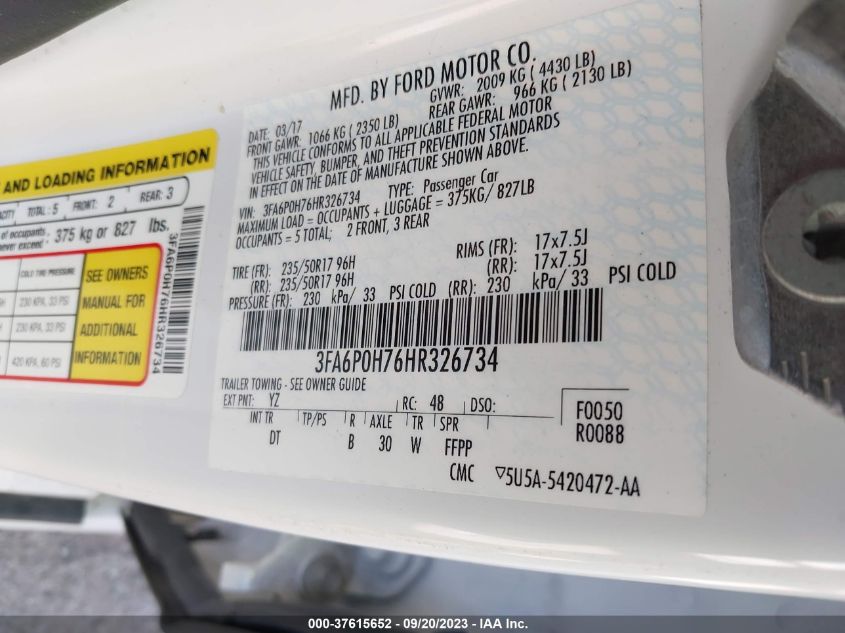 MFD. BY FORD MOTOR CO.
DATE: 03/17 GVWR: 2009 KG ( 4430 LB)
FRONT GAWR: 1066 KG ( 2350 LB) REAR GAWR: 966 KG ( 2130 LB)
THIS VEHICLE CONFORMS TO ALL APPLICABLE FEDERAL MOTOR
VEHICLE SAFETY, BUMPER, AND THEFT PREVENTION STANDARDS
IN EFFECT ON THE DATE OF MANUFACTURE SHOWN ABOVE.
VIN: 3FA6P0H76HR326734 TYPE: Passenger Car
MAXIMUM LOAD = OCCUPANTS + LUGGAGE = 375KG/ 827LB
OCCUPANTS = 5 TOTAL; 2 FRONT, 3 REAR
TIRE (FR): 235/50R17 96H RIMS (FR): 17x7.5J
(RR): 235/50R17 96H (RR): 17x7.5J
PRESSURE (FR): 230 kPa/ 33 PSI COLD (RR): 230 kPa/ 33 PSI COLD
3FA6P0H76HR326734
TRAILER TOWING - SEE OWNER GUIDE
EXT PNT: YZ RC: 48 DSO: F0050
INT TR TP/PS R AXLE TR SPR R0088
DT B 30 W FFPP
CMC 5U5A-5420472-AA
AND LOADING INFORMATION
TOTAL: 5 FRONT: 2 REAR: 3
of occupants
never exceed 375 kg or 827 lbs.
COLD TIRE PRESSURE
230 KPA, 33 PSI
230 KPA, 33 PSI
420 KPA, 60 PSI
SEE OWNERS
MANUAL FOR
ADDITIONAL
INFORMATION
3FA6P0H76HR326734
000-37615652 - 09/20/2023 - IAA Inc.